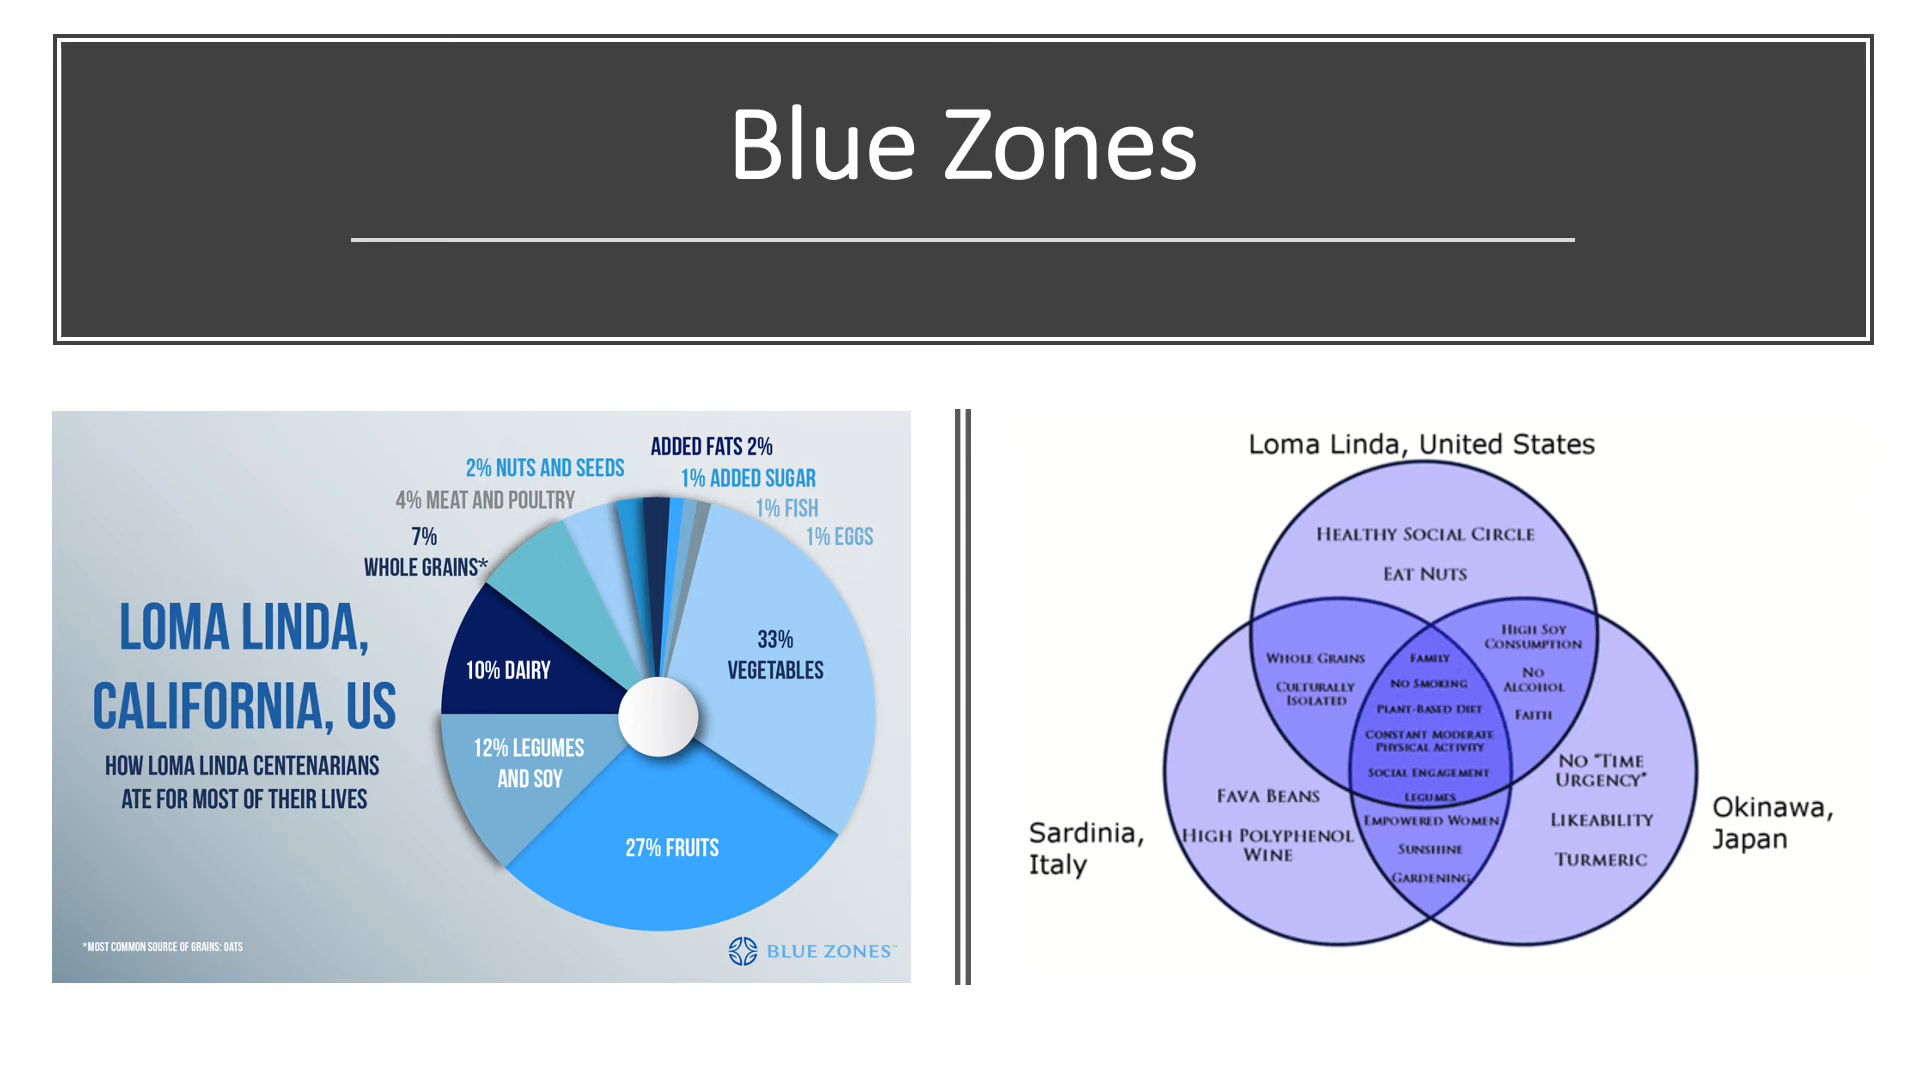 Blue Zones
ADDED FATS 2%
2% NUTS AND SEEDS
1% ADDED SUGAR
4% MEAT AND POULTRY
1% FISH
7%
WHOLE GRAINS*
1% EGGS
LOMA LINDA,
CALIFORNIA, US
HOW LOMA LINDA CENTENARIANS
ATE FOR MOST OF THEIR LIVES
33%
VEGETABLES
10% DAIRY
12% LEGUMES
AND SOY
27% FRUITS
*MOST COMMON SOURCE OF GRAINS: OATS
BLUE ZONES™
Loma Linda, United States
HEALTHY SOCIAL CIRCLE
EAT NUTS
HIGH SOY
CONSUMPTION
NO
ALCOHOL
FAITH
WHOLE GRAINS
CULTURALLY
ISOLATED
FAMILY
NO SMOKING
PLANT-BASED DIET
CONSTANT MODERATE
PHYSICAL ACTIVITY
SOCIAL ENGAGEMENT
LEGUMES
EMPOWERED WOMEN
SUNSHINE
GARDENING
FAVA BEANS
HIGH POLYPHENOL
WINE
NO "TIME
URGENCY"
LIKEABILITY
TURMERIC
Sardinia,
Italy
Okinawa,
Japan